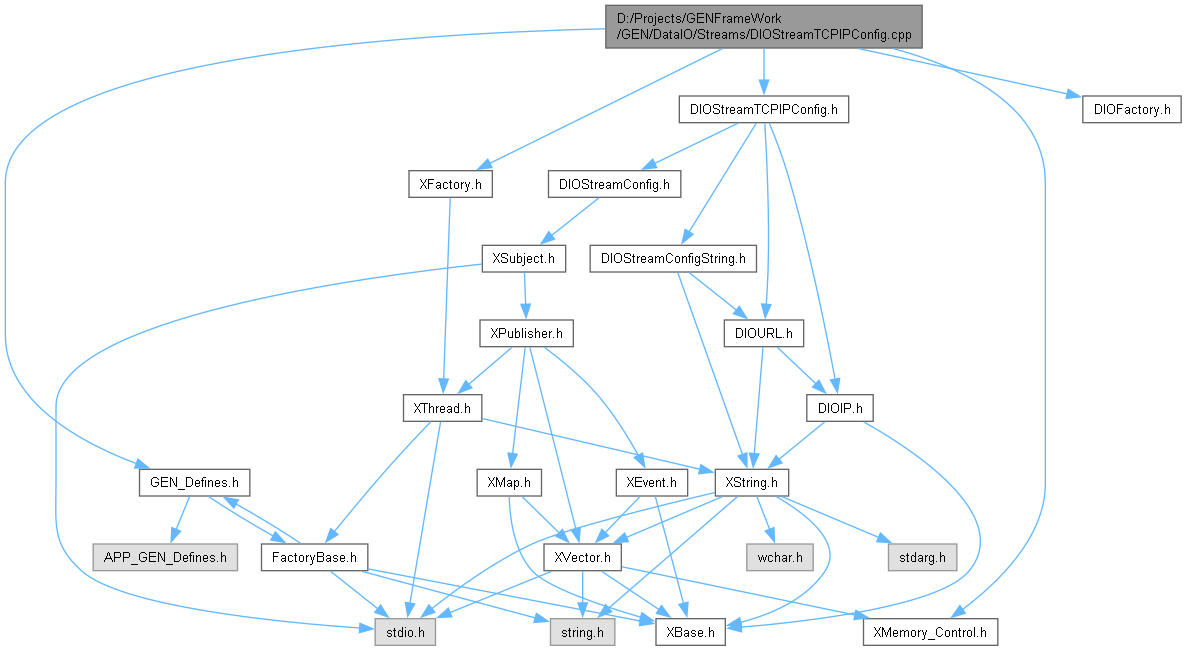 D:/Projects/GENFrameWork
/GEN/DataIO/Streams/DIOStreamTCPIPConfig.cpp
DIOStreamTCPIPConfig.h
DIOFactory.h
XFactory.h
DIOStreamConfig.h
XSubject.h
DIOStreamConfigString.h
XPublisher.h
DIOURL.h
XThread.h
DIOIP.h
GEN_Defines.h
XMap.h
XEvent.h
XString.h
APP_GEN_Defines.h
FactoryBase.h
XVector.h
wchar.h
stdarg.h
stdio.h
string.h
XBase.h
XMemory_Control.h